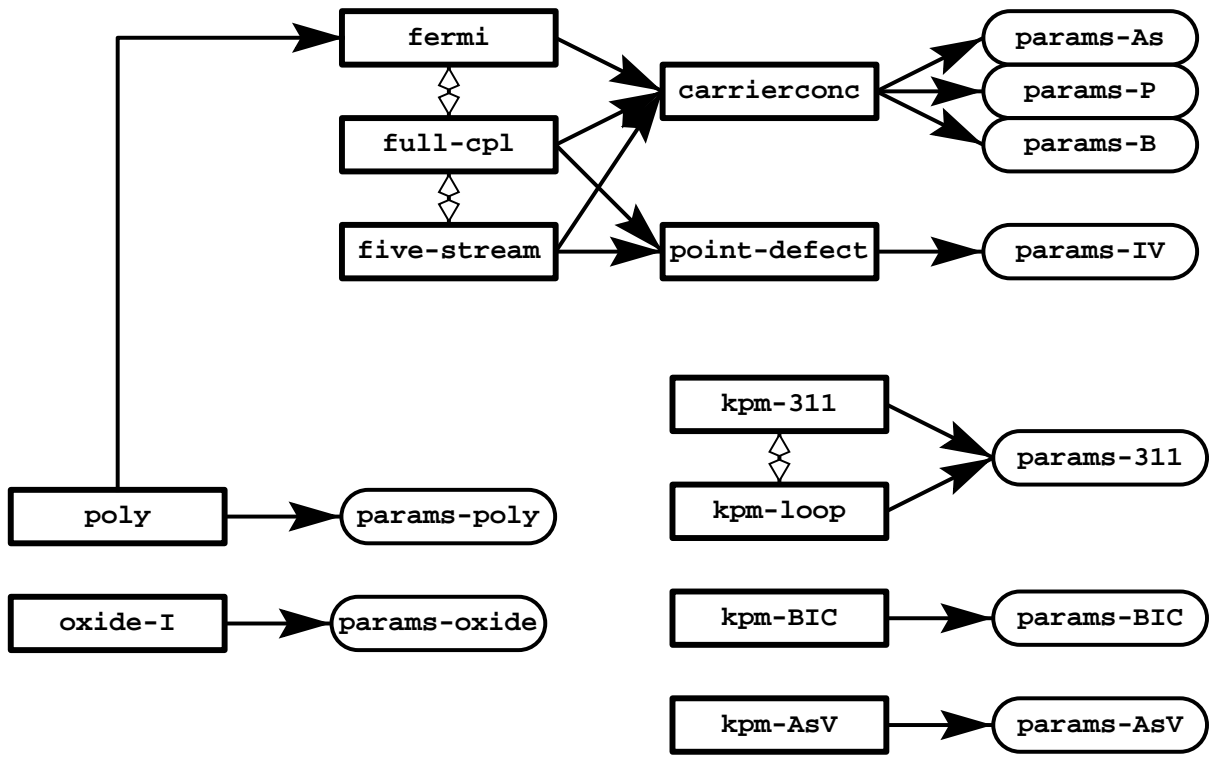 fermi
params-As
carrierconc
params-P
full-cpl
params-B
five-stream
point-defect
params-IV
kpm-311
params-311
poly
params-poly
kpm-loop
oxide-I
params-oxide
kpm-BIC
params-BIC
kpm-AsV
params-AsV